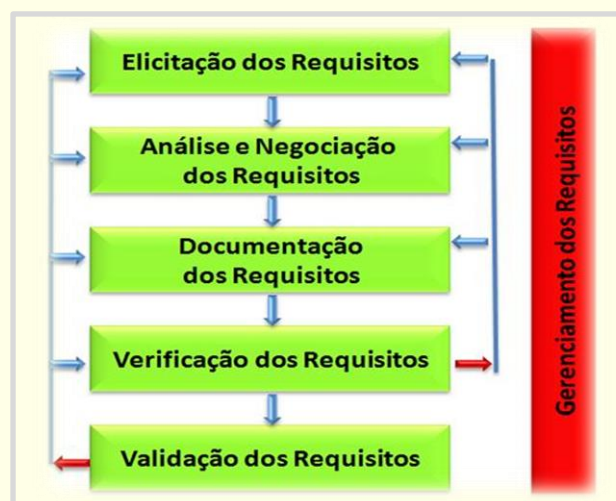 Elicitação dos Requisitos
Análise e Negociação
dos Requisitos
Documentação
dos Requisitos
Verificação dos Requisitos
Validação dos Requisitos
Gerenciamento dos Requisitos